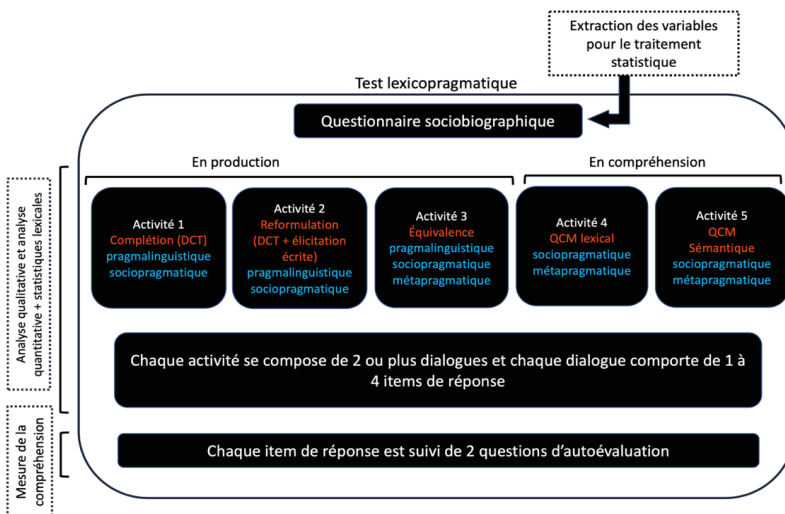 Extraction des variables
pour le traitement
statistique
Test lexicopragmatique
Questionnaire sociobiographique
En production
En compréhension
Activité 1
Complétion (DCT)
pragmalinguistique
sociopragmatique
Activité 2
Reformulation
(DCT + élicitation
écrite)
pragmalinguistique
sociopragmatique
Activité 3
Équivalence
pragmalinguistique
sociopragmatique
métapragmatique
Activité 4
QCM lexical
sociopragmatique
métapragmatique
Activité 5
QCM
Sémantique
sociopragmatique
métapragmatique
Analyse qualitative et analyse
quantitative + statistiques lexicales
Chaque activité se compose de 2 ou plus dialogues et chaque dialogue comporte de 1 à
4 items de réponse
Mesure de la
compréhension
Chaque item de réponse est suivi de 2 questions d’autoévaluation